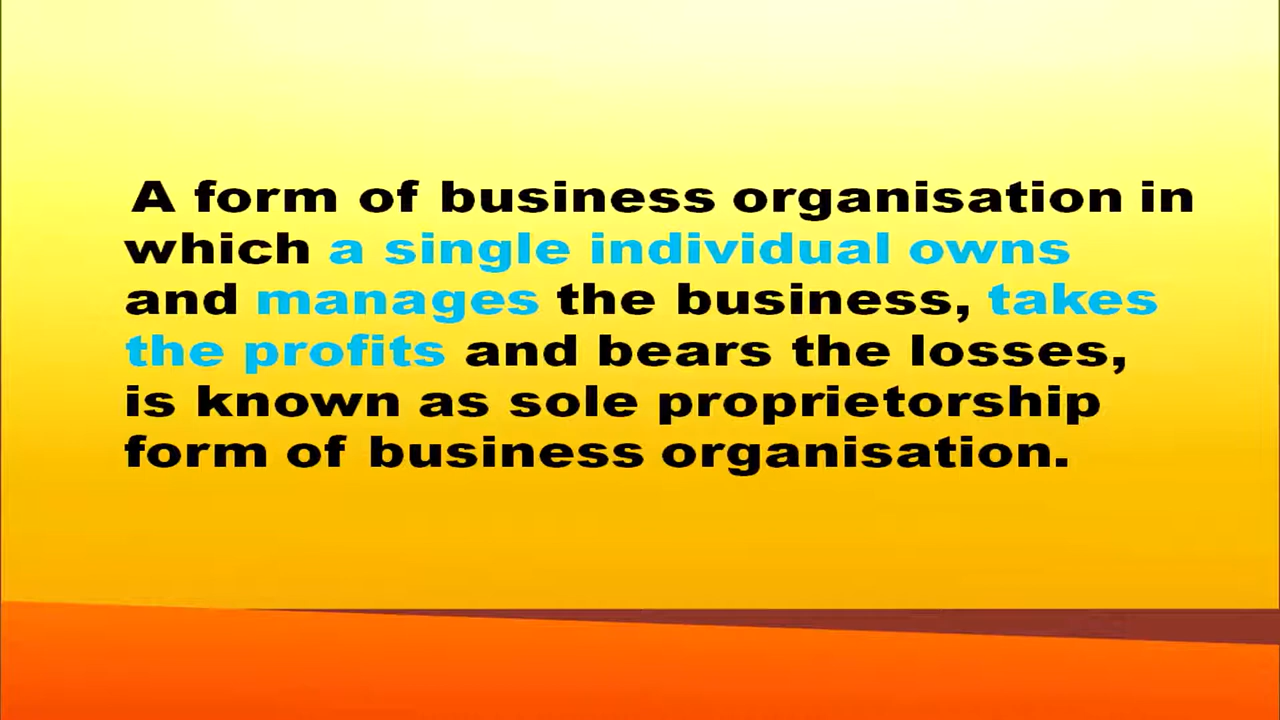 A form of business organisation in
which a single individual owns
and manages the business, takes
the profits and bears the losses,
is known as sole proprietorship
form of business organisation.